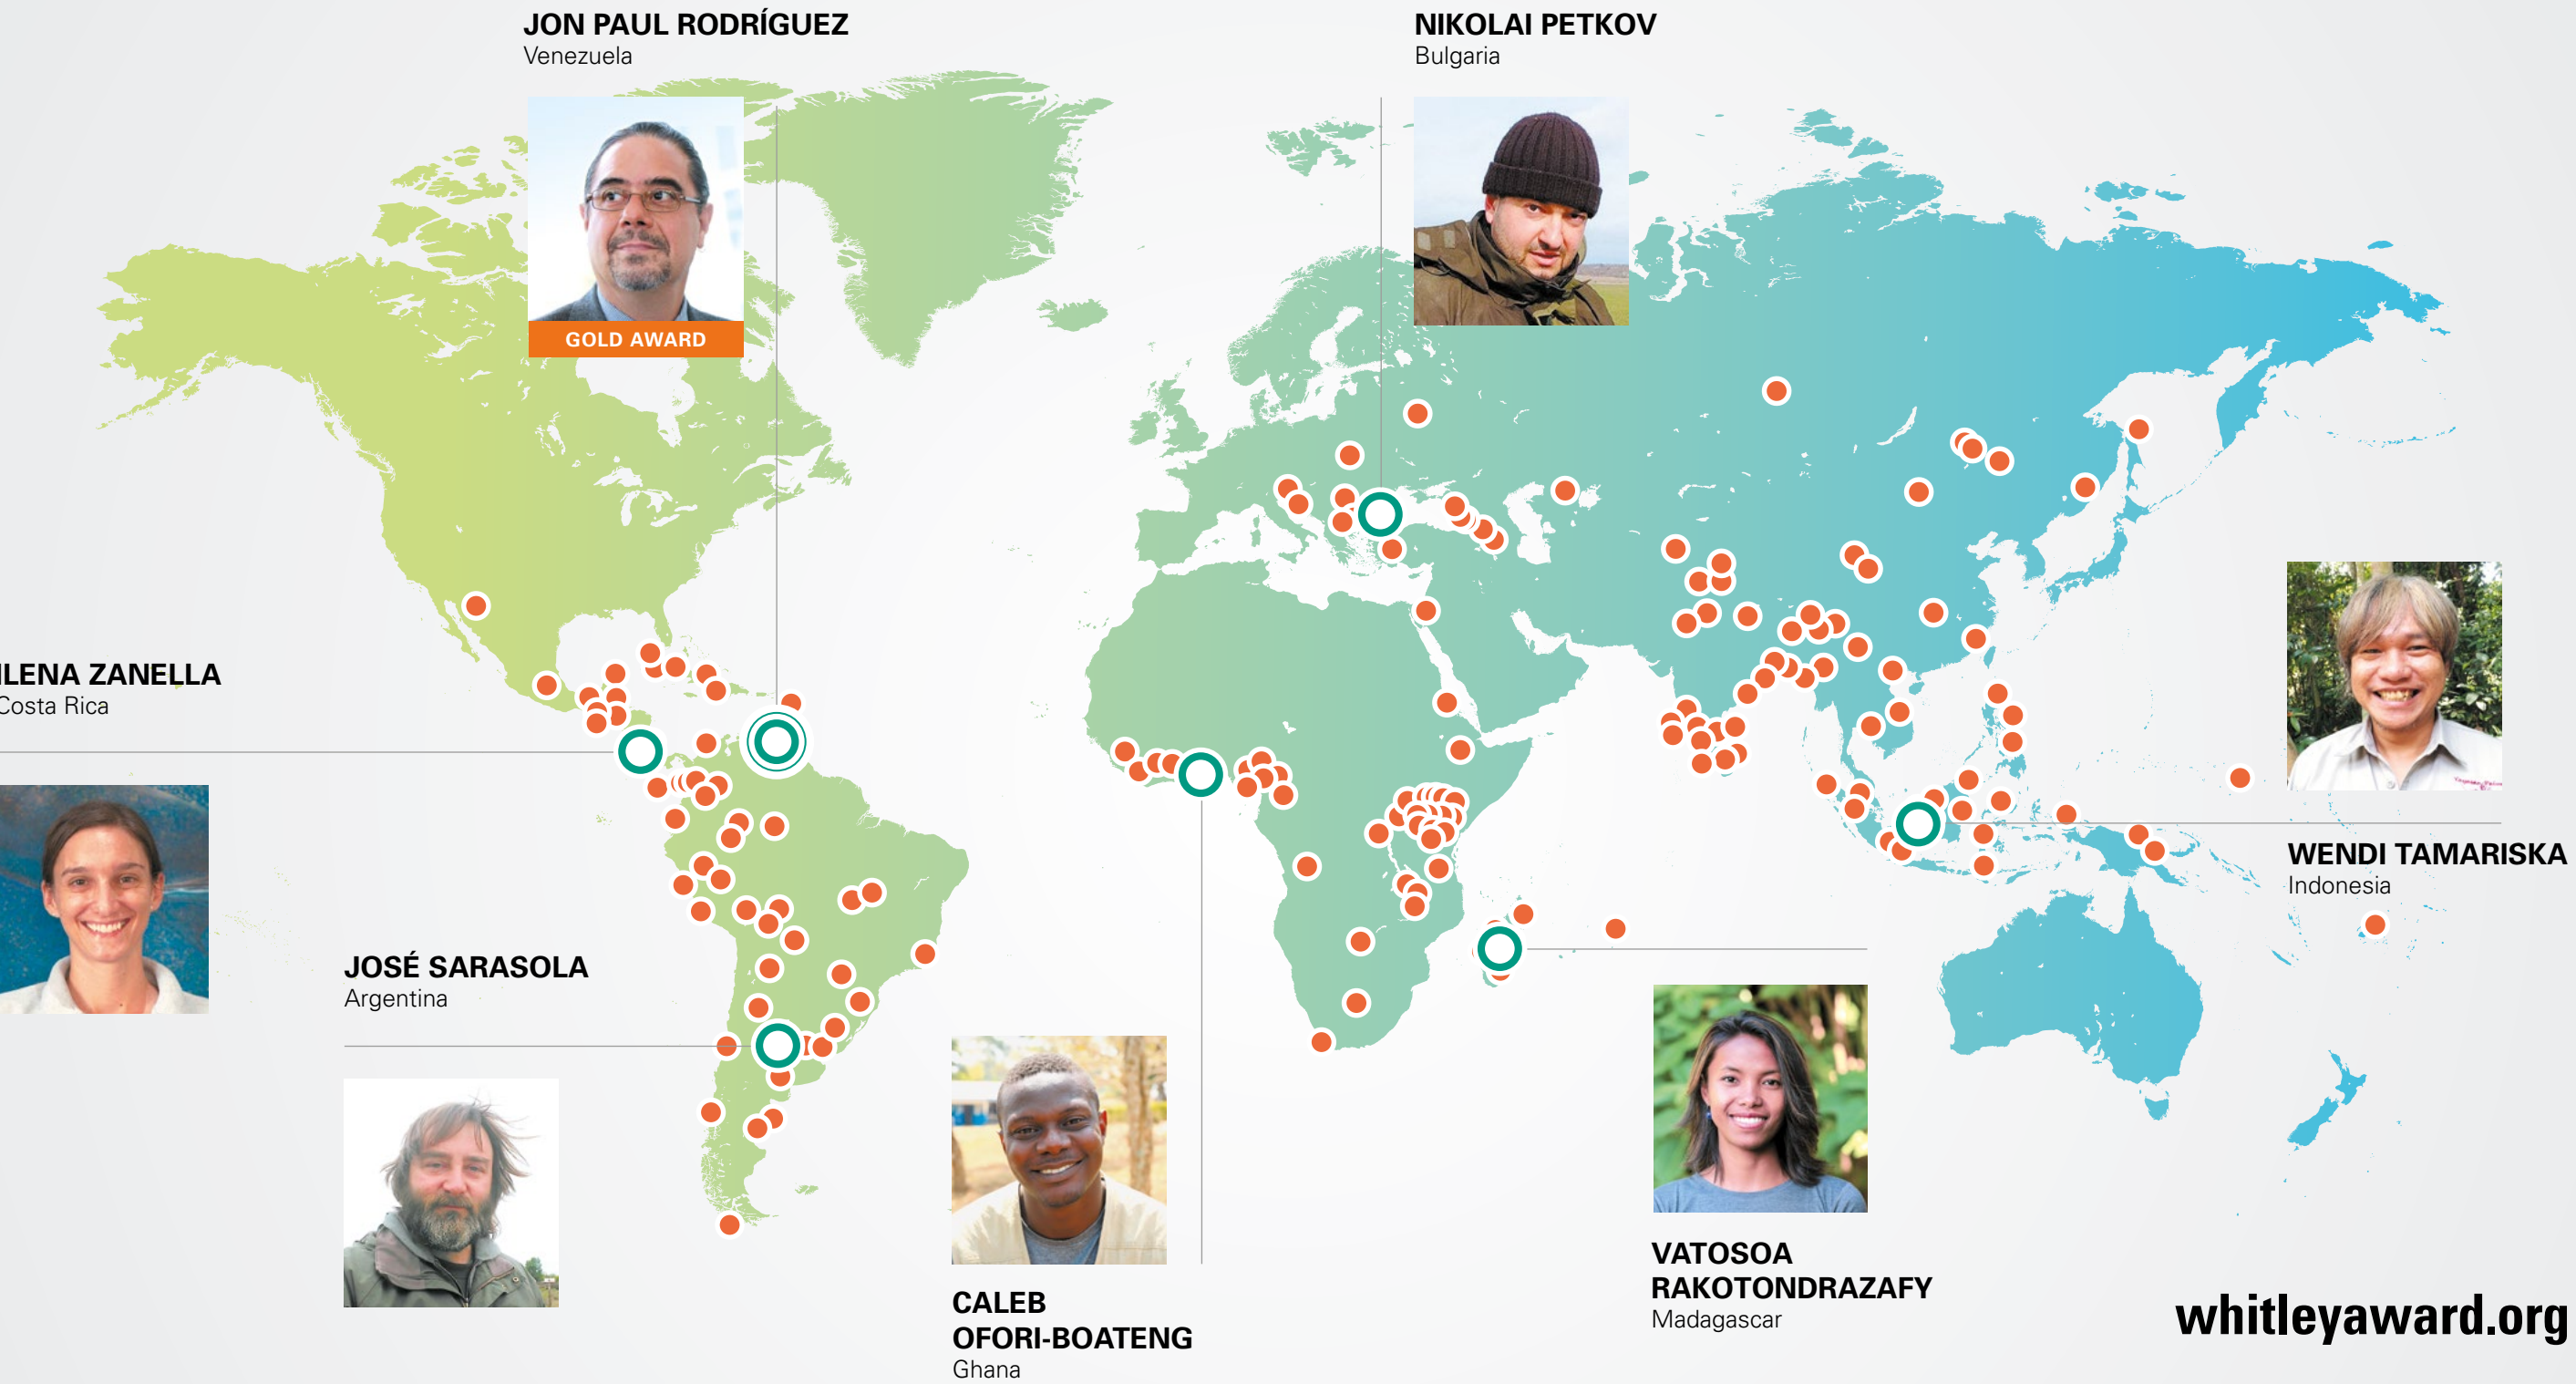 JON PAUL RODRÍGUEZ
Venezuela
GOLD AWARD
NIKOLAI PETKOV
Bulgaria
ILENA ZANELLA
Costa Rica
JOSÉ SARASOLA
Argentina
CALEB
OFORI-BOATENG
Ghana
VATOSOA
RAKOTONDRAZAFY
Madagascar
WENDI TAMARISKA
Indonesia
whitleyaward.org